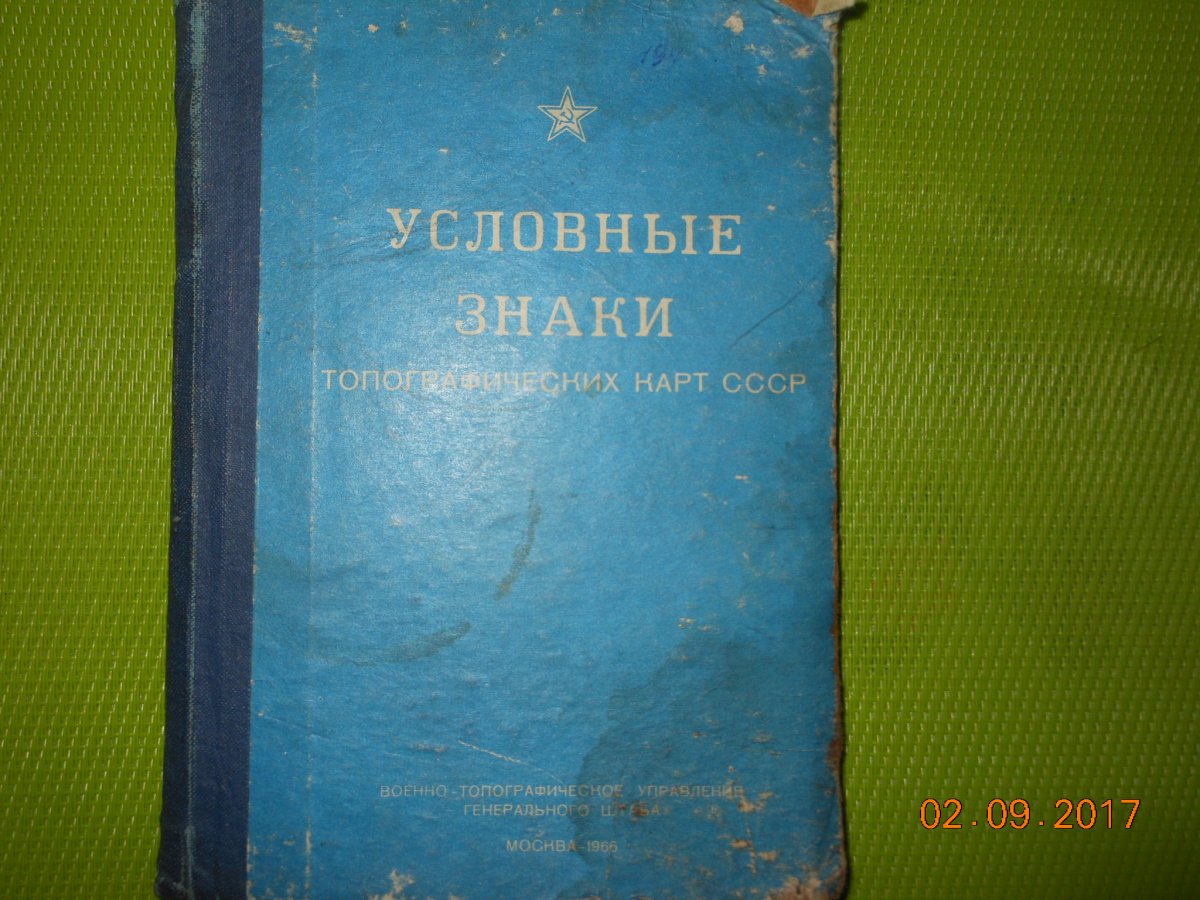 УСЛОВНЫЕ
ЗНАКИ
ТОПОГРАФИЧЕСКИХ КАРТ СССР
ВОЕННО-ТОПОГРАФИЧЕСКОЕ УПРАВЛЕНИЕ
ГЕНЕРАЛЬНОГО ШТАБА
МОСКВА-1966
02.09.2017